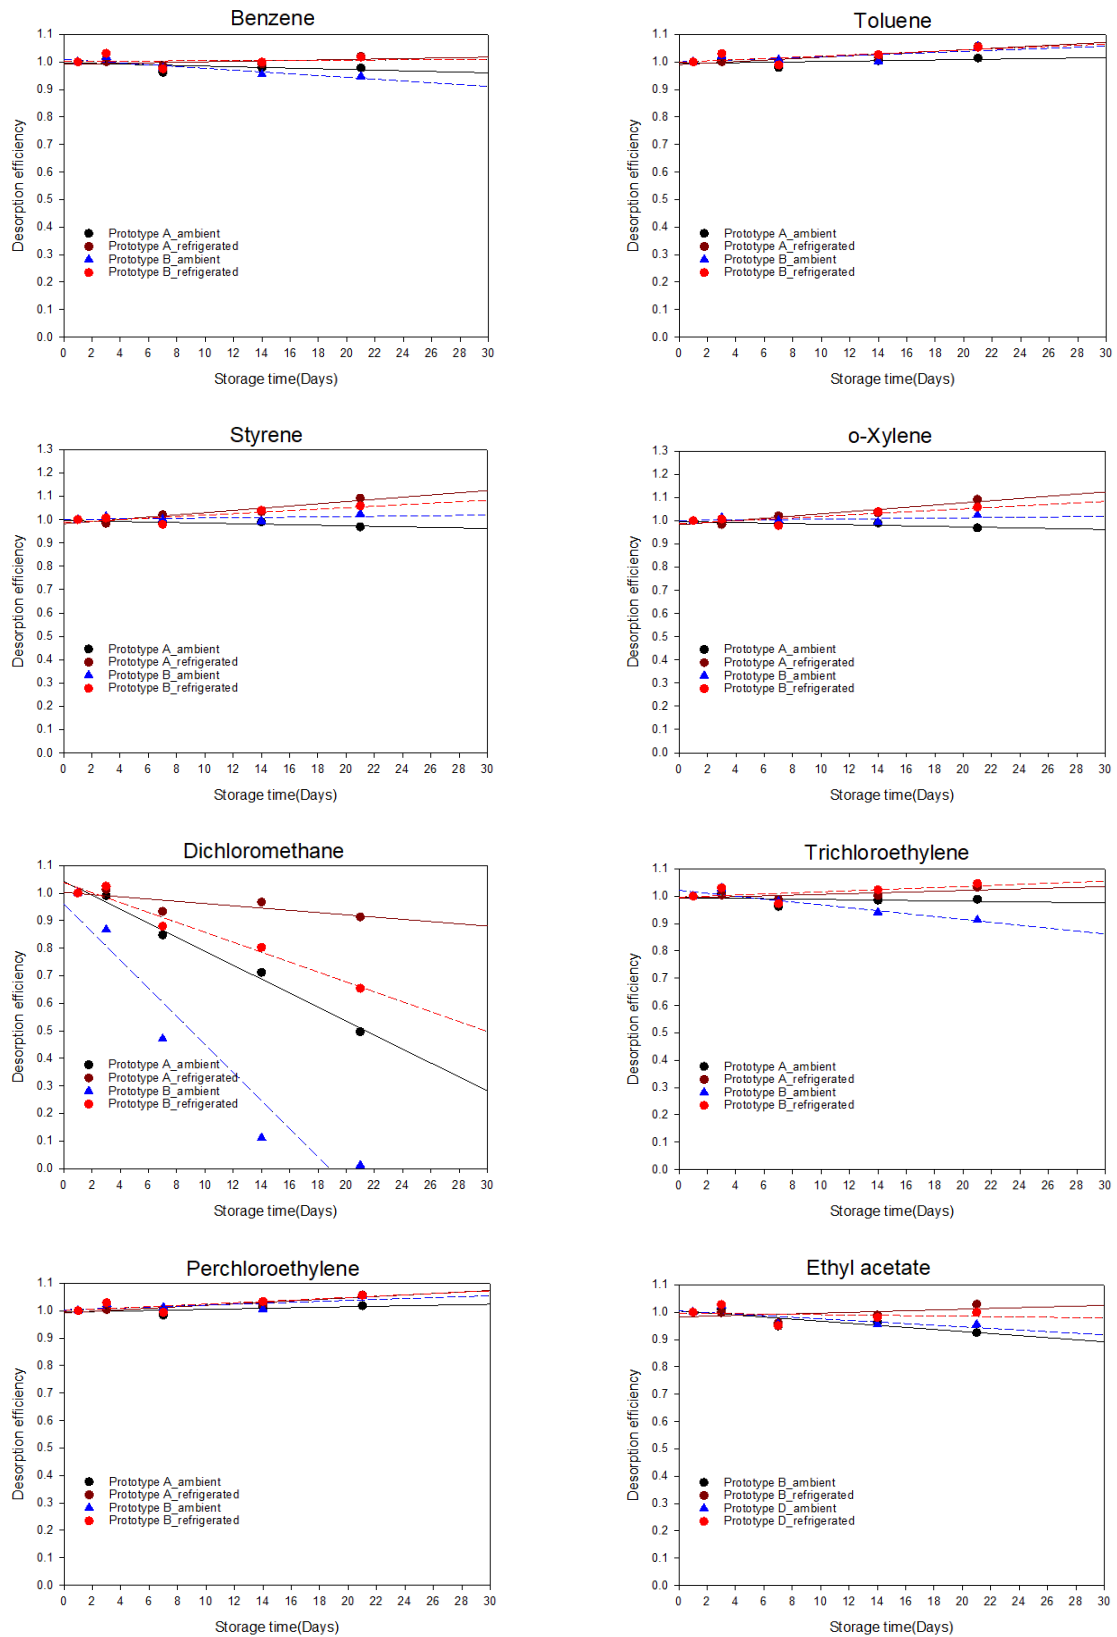 Benzene
Desorption efficiency
1.1
1.0
0.9
0.8
0.7
0.6
0.5
0.4
0.3
0.2
0.1
0.0
Prototype A_ambient
Prototype A_refrigerated
Prototype B_ambient
Prototype B_refrigerated
0 2 4 6 8 10 12 14 16 18 20 22 24 26 28 30
Storage time(Days)
Toluene
Desorption efficiency
1.1
1.0
0.9
0.8
0.7
0.6
0.5
0.4
0.3
0.2
0.1
0.0
Prototype A_ambient
Prototype A_refrigerated
Prototype B_ambient
Prototype B_refrigerated
0 2 4 6 8 10 12 14 16 18 20 22 24 26 28 30
Storage time(Days)
Styrene
Desorption efficiency
1.3
1.2
1.1
1.0
0.9
0.8
0.7
0.6
0.5
0.4
0.3
0.2
0.1
0.0
Prototype A_ambient
Prototype A_refrigerated
Prototype B_ambient
Prototype B_refrigerated
0 2 4 6 8 10 12 14 16 18 20 22 24 26 28 30
Storage time(Days)
o-Xylene
Desorption efficiency
1.3
1.2
1.1
1.0
0.9
0.8
0.7
0.6
0.5
0.4
0.3
0.2
0.1
0.0
Prototype A_ambient
Prototype A_refrigerated
Prototype B_ambient
Prototype B_refrigerated
0 2 4 6 8 10 12 14 16 18 20 22 24 26 28 30
Storage time(Days)
Dichloromethane
Desorption efficiency
1.1
1.0
0.9
0.8
0.7
0.6
0.5
0.4
0.3
0.2
0.1
0.0
Prototype A_ambient
Prototype A_refrigerated
Prototype B_ambient
Prototype B_refrigerated
0 2 4 6 8 10 12 14 16 18 20 22 24 26 28 30
Storage time(Days)
Trichloroethylene
Desorption efficiency
1.1
1.0
0.9
0.8
0.7
0.6
0.5
0.4
0.3
0.2
0.1
0.0
Prototype A_ambient
Prototype A_refrigerated
Prototype B_ambient
Prototype B_refrigerated
0 2 4 6 8 10 12 14 16 18 20 22 24 26 28 30
Storage time(Days)
Perchloroethylene
Desorption efficiency
1.1
1.0
0.9
0.8
0.7
0.6
0.5
0.4
0.3
0.2
0.1
0.0
Prototype A_ambient
Prototype A_refrigerated
Prototype B_ambient
Prototype B_refrigerated
0 2 4 6 8 10 12 14 16 18 20 22 24 26 28 30
Storage time(Days)
Ethyl acetate
Desorption efficiency
1.1
1.0
0.9
0.8
0.7
0.6
0.5
0.4
0.3
0.2
0.1
0.0
Prototype B_ambient
Prototype B_refrigerated
Prototype D_ambient
Prototype D_refrigerated
0 2 4 6 8 10 12 14 16 18 20 22 24 26 28 30
Storage time(Days)